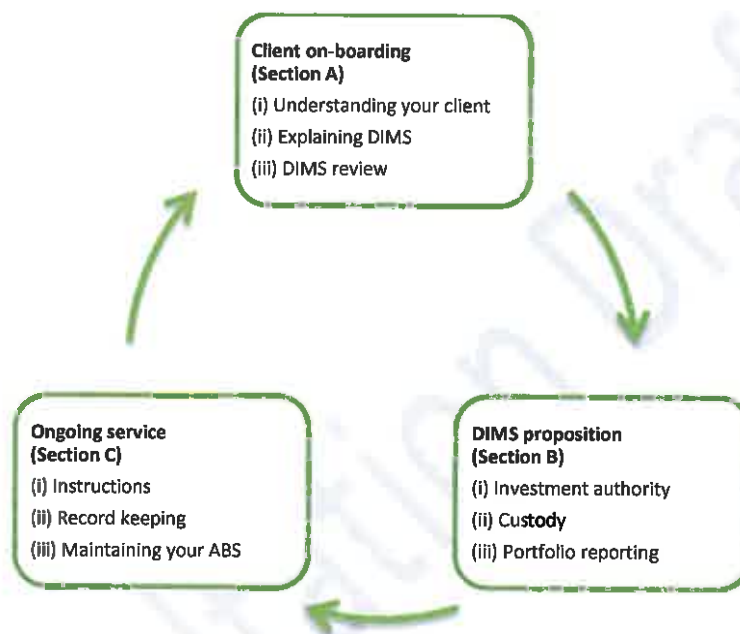 Client on-boarding
(Section A)
(i) Understanding your client
(ii) Explaining DIMS
(iii) DIMS review
Ongoing service
(Section C)
(i) Instructions
(ii) Record keeping
(iii) Maintaining your ABS
DIMS proposition
(Section B)
(i) Investment authority
(ii) Custody
(iii) Portfolio reporting